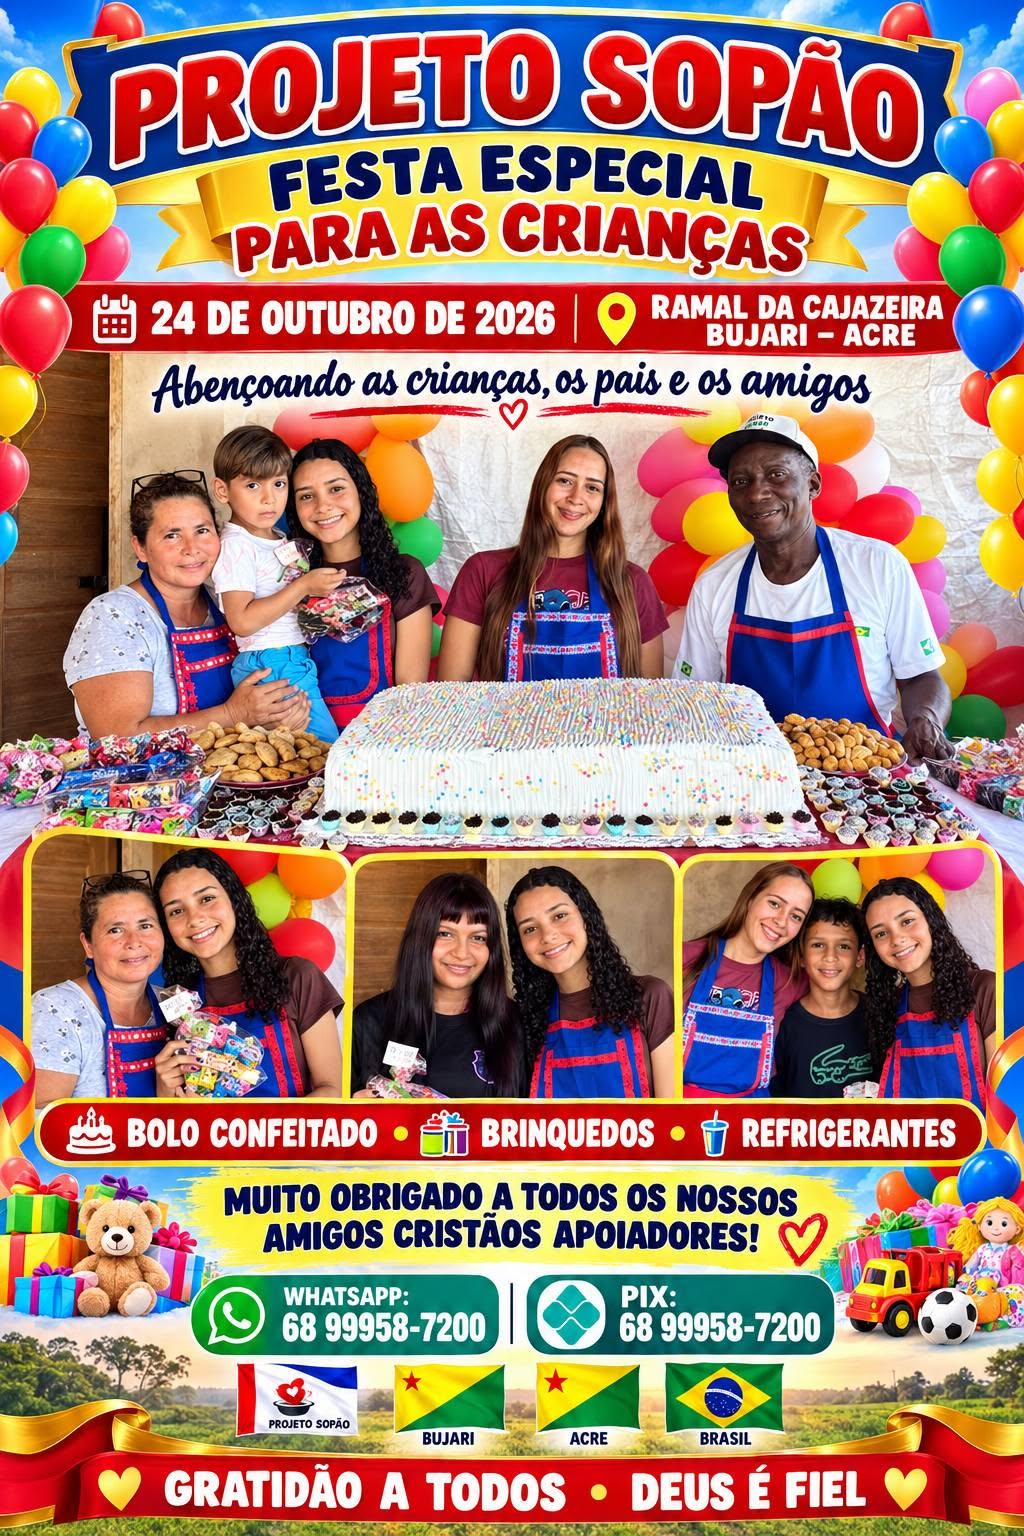 PROJETO SOPÃO
FESTA ESPECIAL
PARA AS CRIANÇAS
24 DE OUTUBRO DE 2026
RAMAL DA CAJAZEIRA
BUJARI – ACRE
Abençoando as crianças, os pais e os amigos
BOLO CONFEITADO • BRINQUEDOS • REFRIGERANTES
MUITO OBRIGADO A TODOS OS NOSSOS
AMIGOS CRISTÃOS APOIADORES!
WHATSAPP:
68 99958-7200
PIX:
68 99958-7200
PROJETO SOPÃO
BUJARI
ACRE
BRASIL
GRATIDÃO A TODOS • DEUS É FIEL